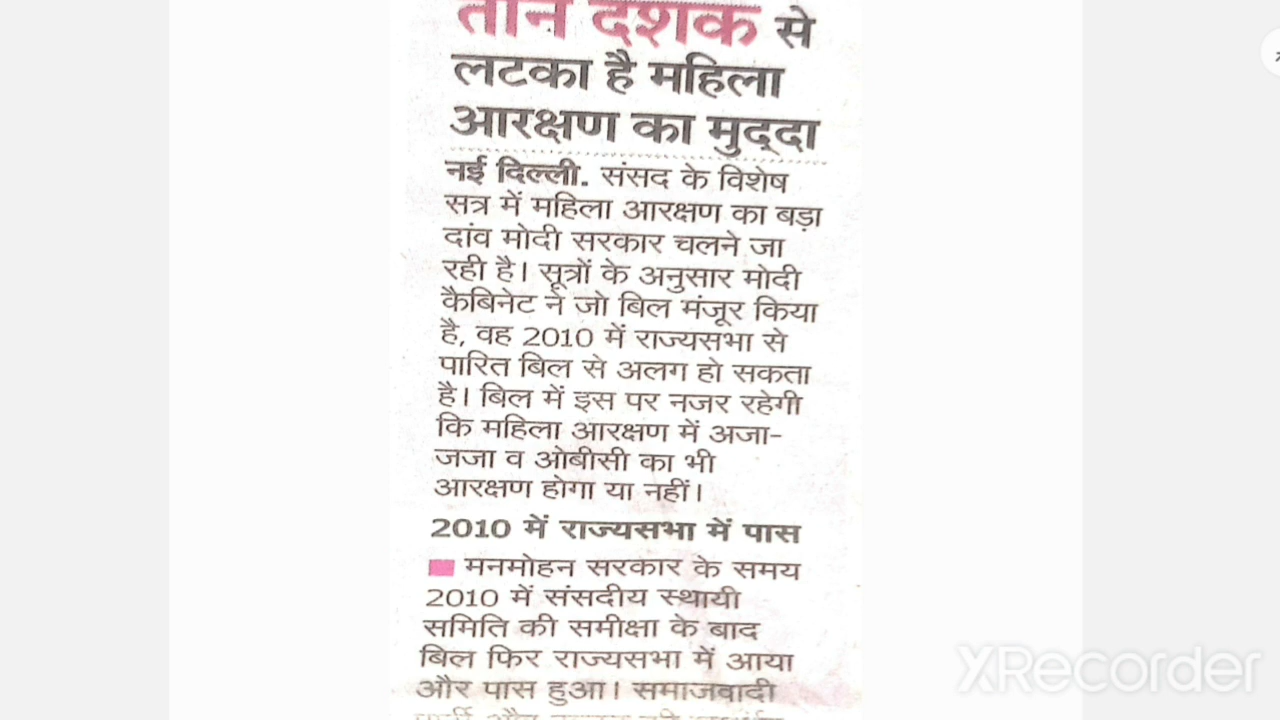 तीन दशक से
लटका है महिला
आरक्षण का मुद्दा
नई दिल्ली. संसद के विशेष
सत्र में महिला आरक्षण का बड़ा
दांव मोदी सरकार चलने जा
रही है। सूत्रों के अनुसार मोदी
कैबिनेट ने जो बिल मंजूर किया
है, वह 2010 में राज्यसभा से
पारित बिल से अलग हो सकता
है। बिल में इस पर नजर रहेगी
कि महिला आरक्षण में अजा-
जजा व ओबीसी का भी
आरक्षण होगा या नहीं।
2010 में राज्यसभा में पास
मनमोहन सरकार के समय
2010 में संसदीय स्थायी
समिति की समीक्षा के बाद
बिल फिर राज्यसभा में आया
और पास हुआ। समाजवादी
XRecorder